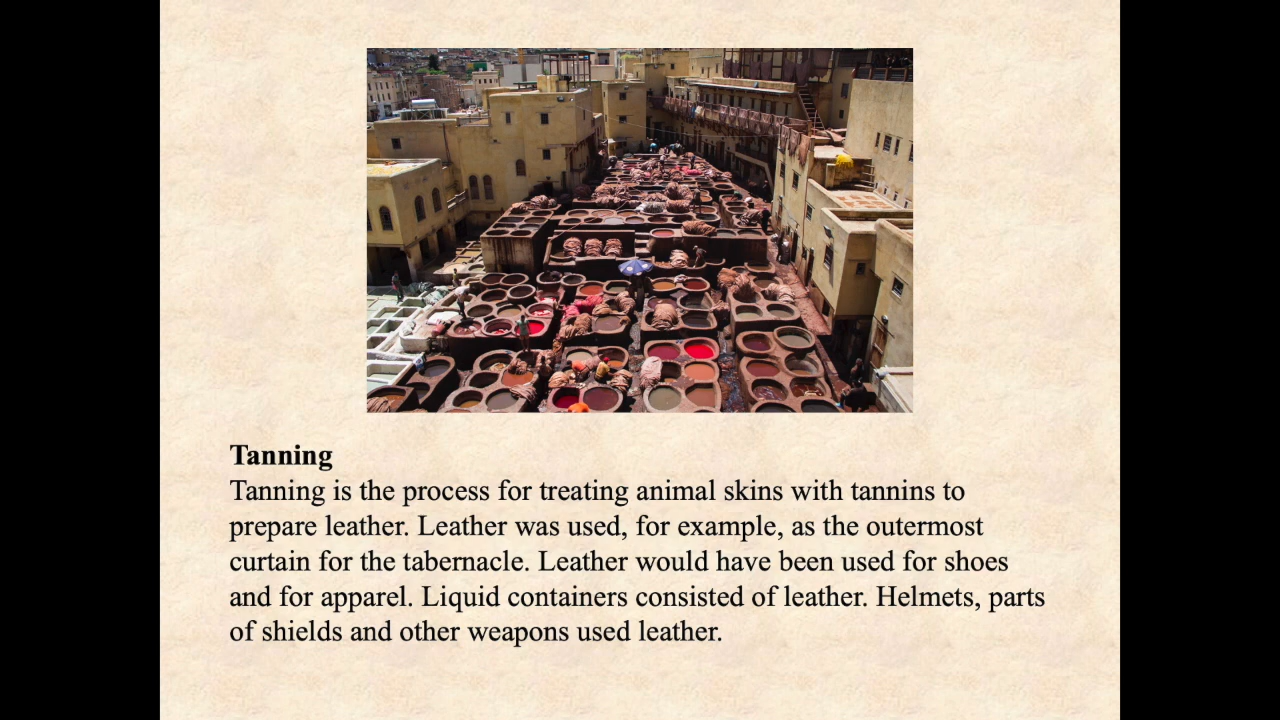 Tanning
Tanning is the process for treating animal skins with tannins to
prepare leather. Leather was used, for example, as the outermost
curtain for the tabernacle. Leather would have been used for shoes
and for apparel. Liquid containers consisted of leather. Helmets, parts
of shields and other weapons used leather.